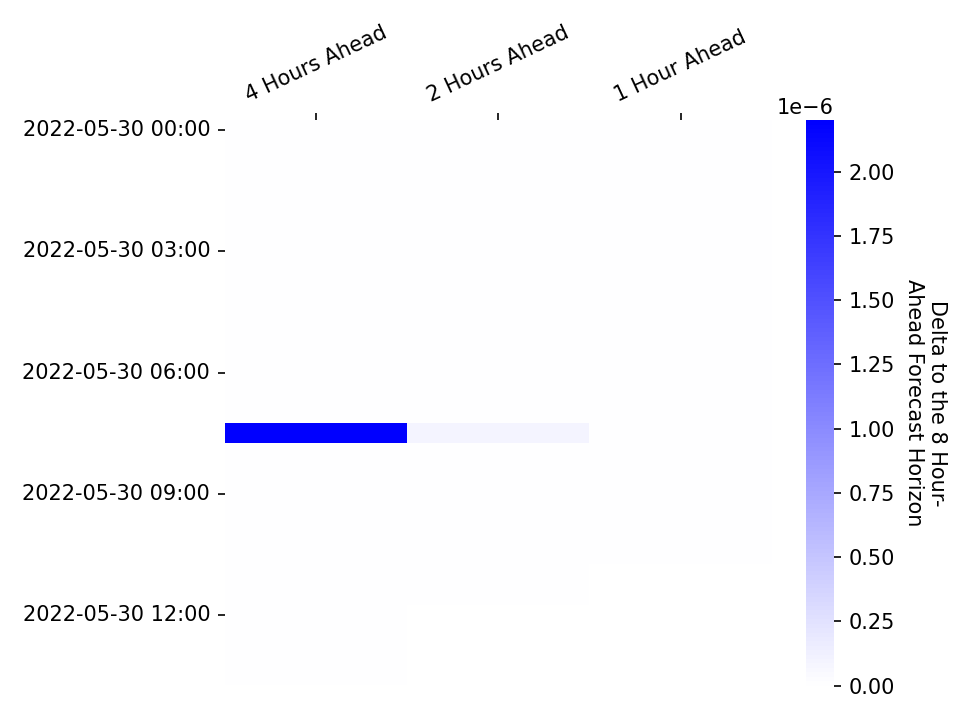 4 Hours Ahead
2 Hours Ahead
1 Hour Ahead
2022-05-30 00:00
2022-05-30 03:00
2022-05-30 06:00
2022-05-30 09:00
2022-05-30 12:00
1e−6
2.00
1.75
1.50
1.25
1.00
0.75
0.50
0.25
0.00
Delta to the 8 Hour-
Ahead Forecast Horizon